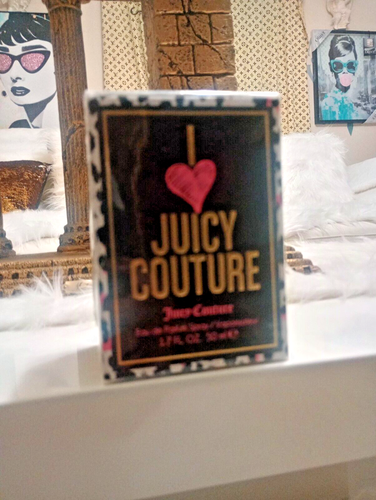 I
JUICY
COUTURE
Juicy Couture
Eau de Parfum Spray / Vaporisateur
1.7 FL. OZ. 50 ml ℮